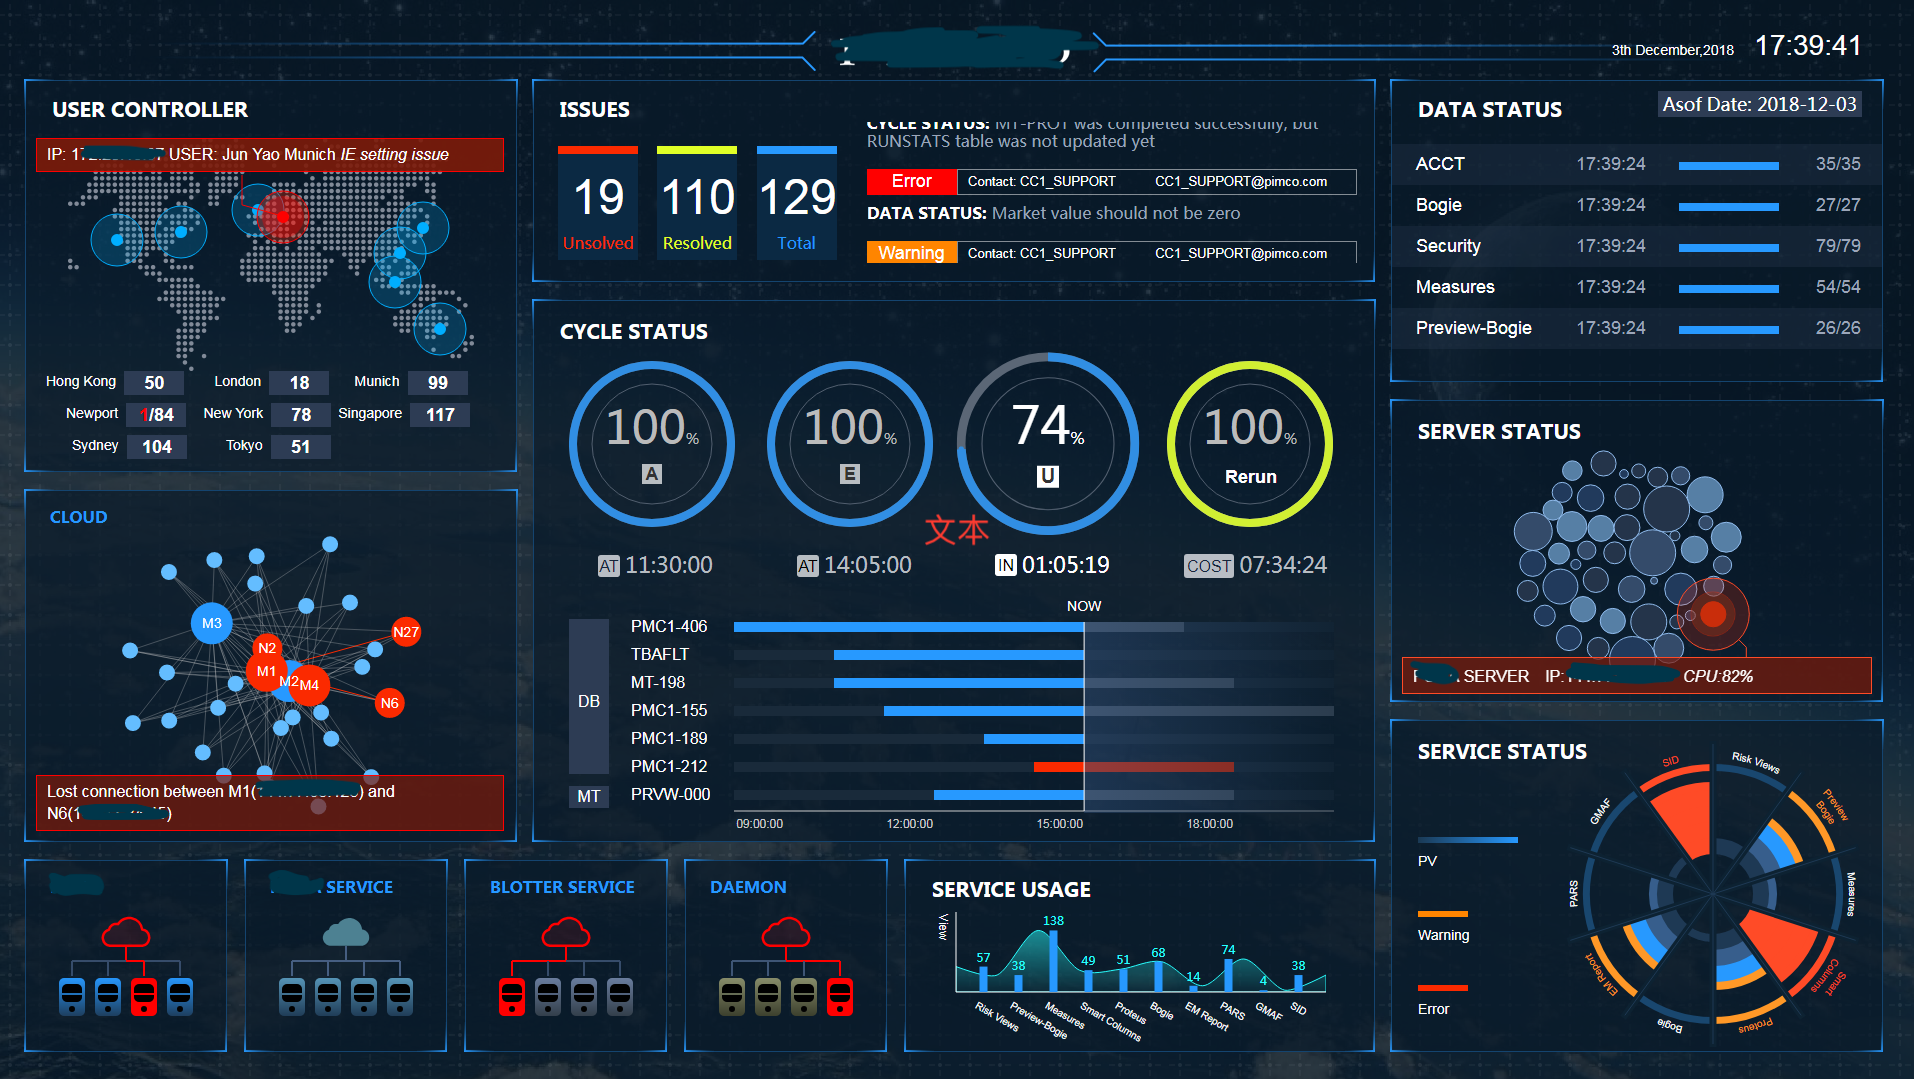 3th December,2018 17:39:41
USER CONTROLLER
IP: USER: Jun Yao Munich IE setting issue
Hong Kong 50 London 18 Munich 99
Newport 1/84 New York 78 Singapore 117
Sydney 104 Tokyo 51
CLOUD
M3
N27
N2
M1
M2
M4
N6
Lost connection between M1( ) and
N6( )
ISSUES
19
Unsolved
110
Resolved
129
Total
CYCLE STATUS: MT-PROT was completed successfully, but
RUNSTATS table was not updated yet
Error Contact: CC1_SUPPORT CC1_SUPPORT@pimco.com
DATA STATUS: Market value should not be zero
Warning Contact: CC1_SUPPORT CC1_SUPPORT@pimco.com
CYCLE STATUS
100%
A
100%
E
74%
U
100%
Rerun
文本
AT 11:30:00
AT 14:05:00
IN 01:05:19
COST 07:34:24
NOW
DB
PMC1-406
TBAFLT
MT-198
PMC1-155
PMC1-189
PMC1-212
MT
PRVW-000
09:00:00 12:00:00 15:00:00 18:00:00
DATA STATUS
Asof Date: 2018-12-03
ACCT 17:39:24 35/35
Bogie 17:39:24 27/27
Security 17:39:24 79/79
Measures 17:39:24 54/54
Preview-Bogie 17:39:24 26/26
SERVER STATUS
SERVER IP: CPU:82%
SERVICE STATUS
PV
Warning
Error
SID
Risk Views
Preview
Bogie
Measures
Smart
Columns
Proteus
Bogie
EM Report
PARS
GMAF
SERVICE
BLOTTER SERVICE
DAEMON
SERVICE USAGE
View
57
38
138
49
51
68
14
74
4
38
Risk Views
Preview-Bogie
Measures
Smart Columns
Proteus
Bogie
EM Report
PARS
GMAF
SID